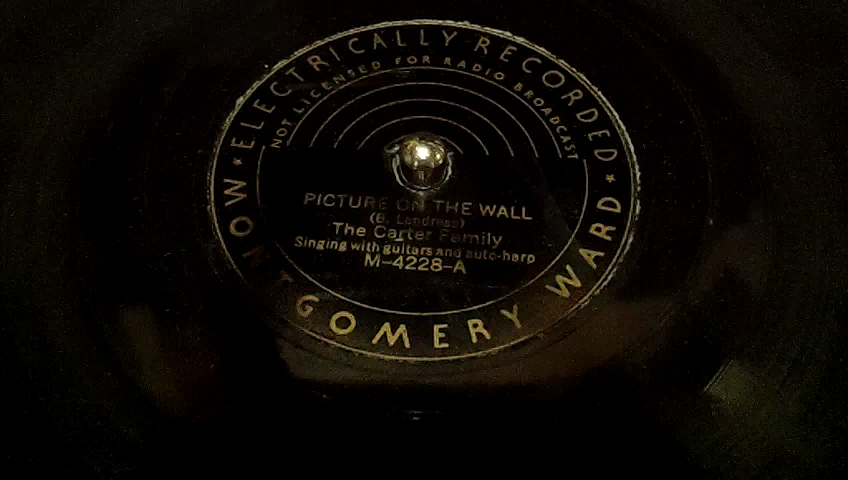 ELECTRICALLY RECORDED
NOT LICENSED FOR RADIO BROADCAST
PICTURE ON THE WALL
(B. Landress)
The Carter Family
Singing with guitars and auto-harp
M-4228-A
MONTGOMERY WARD